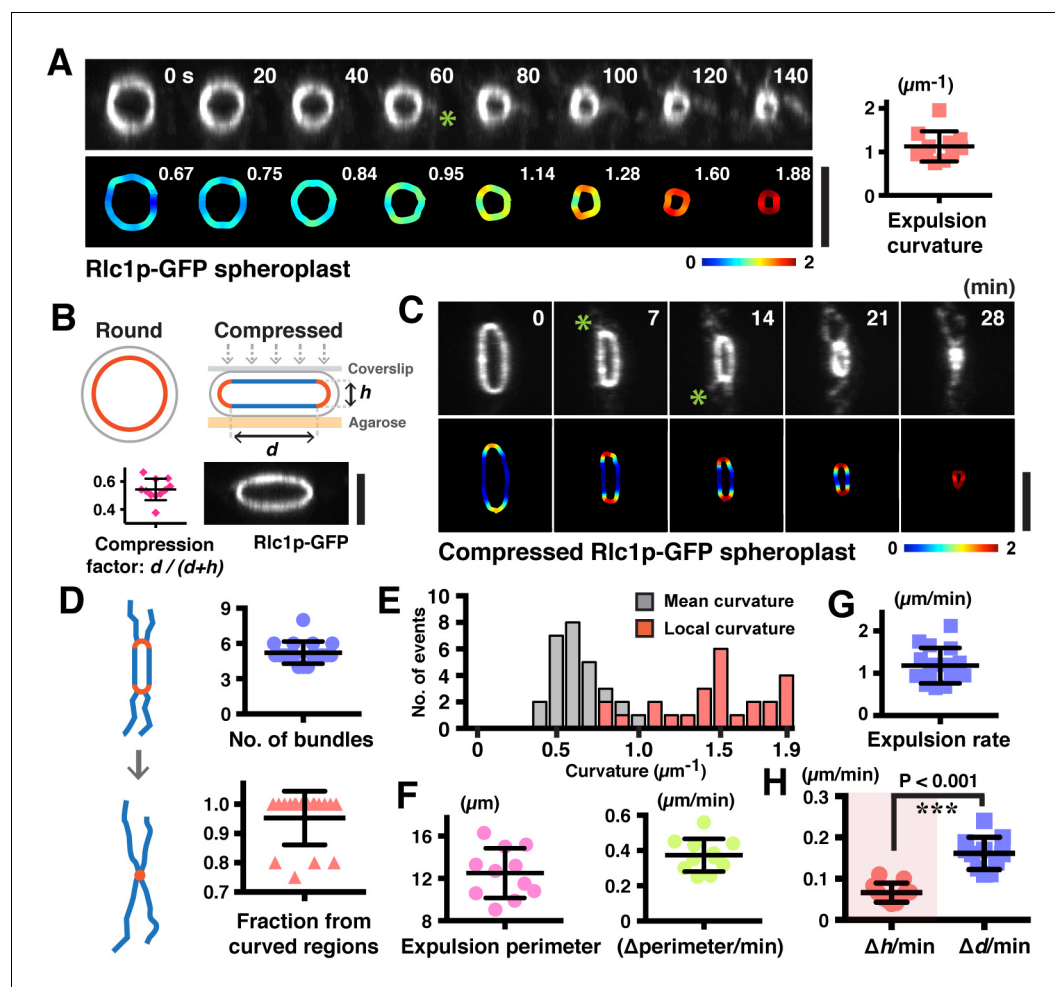 A
0 s 20 40 60 80 100 120 140
*
0.67 0.75 0.84 0.95 1.14 1.28 1.60 1.88
Rlc1p-GFP spheroplast
0 2
(µm-1)
2
1
0
Expulsion
curvature
B
Round Compressed
Coverslip
h
Agarose
d
0.6
0.4
Compression
factor: d / (d+h)
Rlc1p-GFP
C
(min)
0 7 14 21 28
* *
Compressed Rlc1p-GFP spheroplast
0 2
D
9
6
3
0
No. of bundles
1.0
0.9
0.8
0.7
Fraction from
curved regions
E
No. of events
10
8
6
4
2
0
Mean curvature
Local curvature
0 0.5 1.0 1.5 1.9
Curvature (µm-1)
F
(µm)
16
12
8
Expulsion perimeter
(µm/min)
0.6
0.4
0.2
0
(Δperimeter/min)
G
(µm/min)
2
1
0
Expulsion rate
H
(µm/min)
P < 0.001
***
0.3
0.2
0.1
0
Δh/min Δd/min